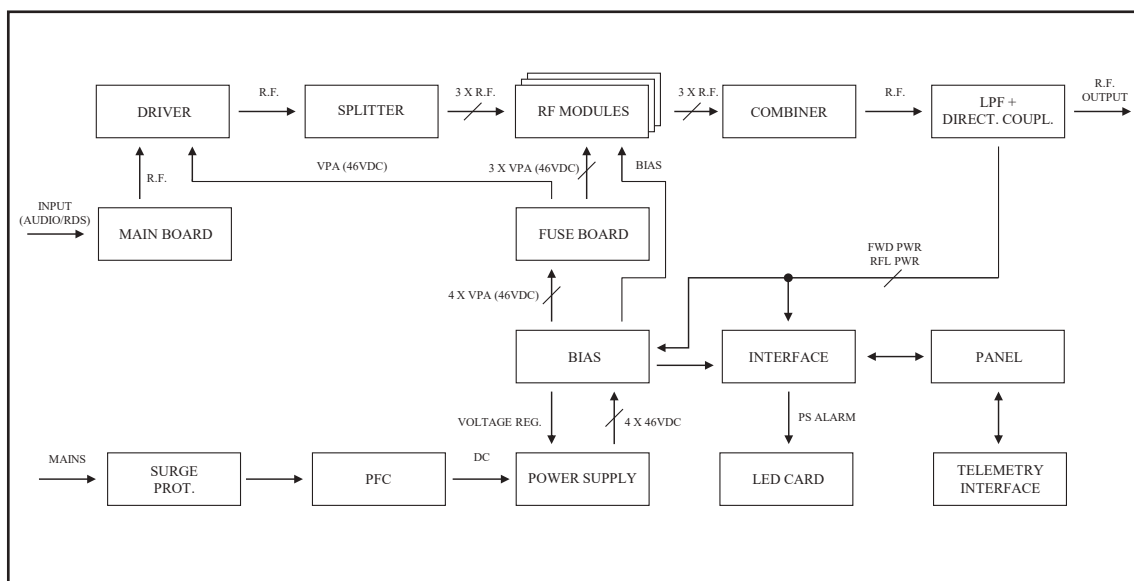 R.F.
3 X R.F.
3 X R.F.
R.F.
R.F.
OUTPUT
DRIVER
SPLITTER
RF MODULES
COMBINER
LPF +
DIRECT. COUPL.
R.F.
VPA (46VDC)
3 X VPA (46VDC)
BIAS
INPUT
(AUDIO/RDS)
MAIN BOARD
FUSE BOARD
FWD PWR
RFL PWR
4 X VPA (46VDC)
BIAS
INTERFACE
PANEL
VOLTAGE REG.
4 X 46VDC
PS ALARM
MAINS
SURGE
PROT.
PFC
DC
POWER SUPPLY
LED CARD
TELEMETRY
INTERFACE